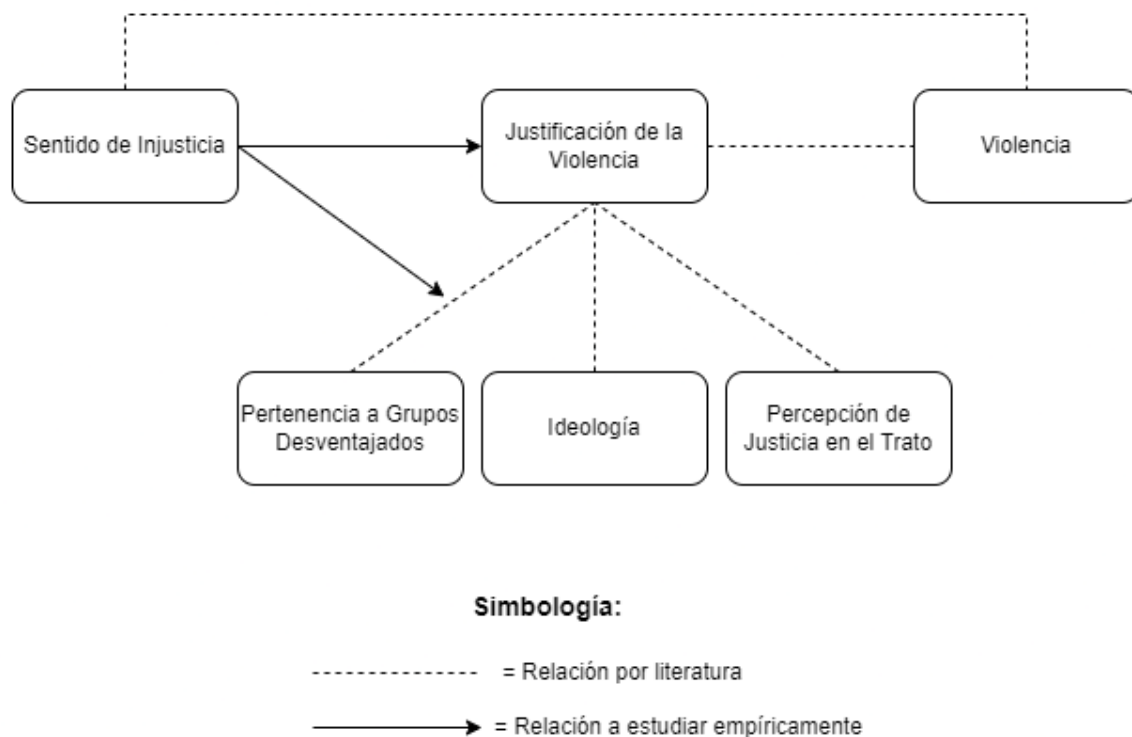 Sentido de Injusticia
Justificación de la
Violencia
Violencia
Pertenencia a Grupos
Desventajados
Ideología
Percepción de
Justicia en el Trato
Simbología:
= Relación por literatura
= Relación a estudiar empíricamente